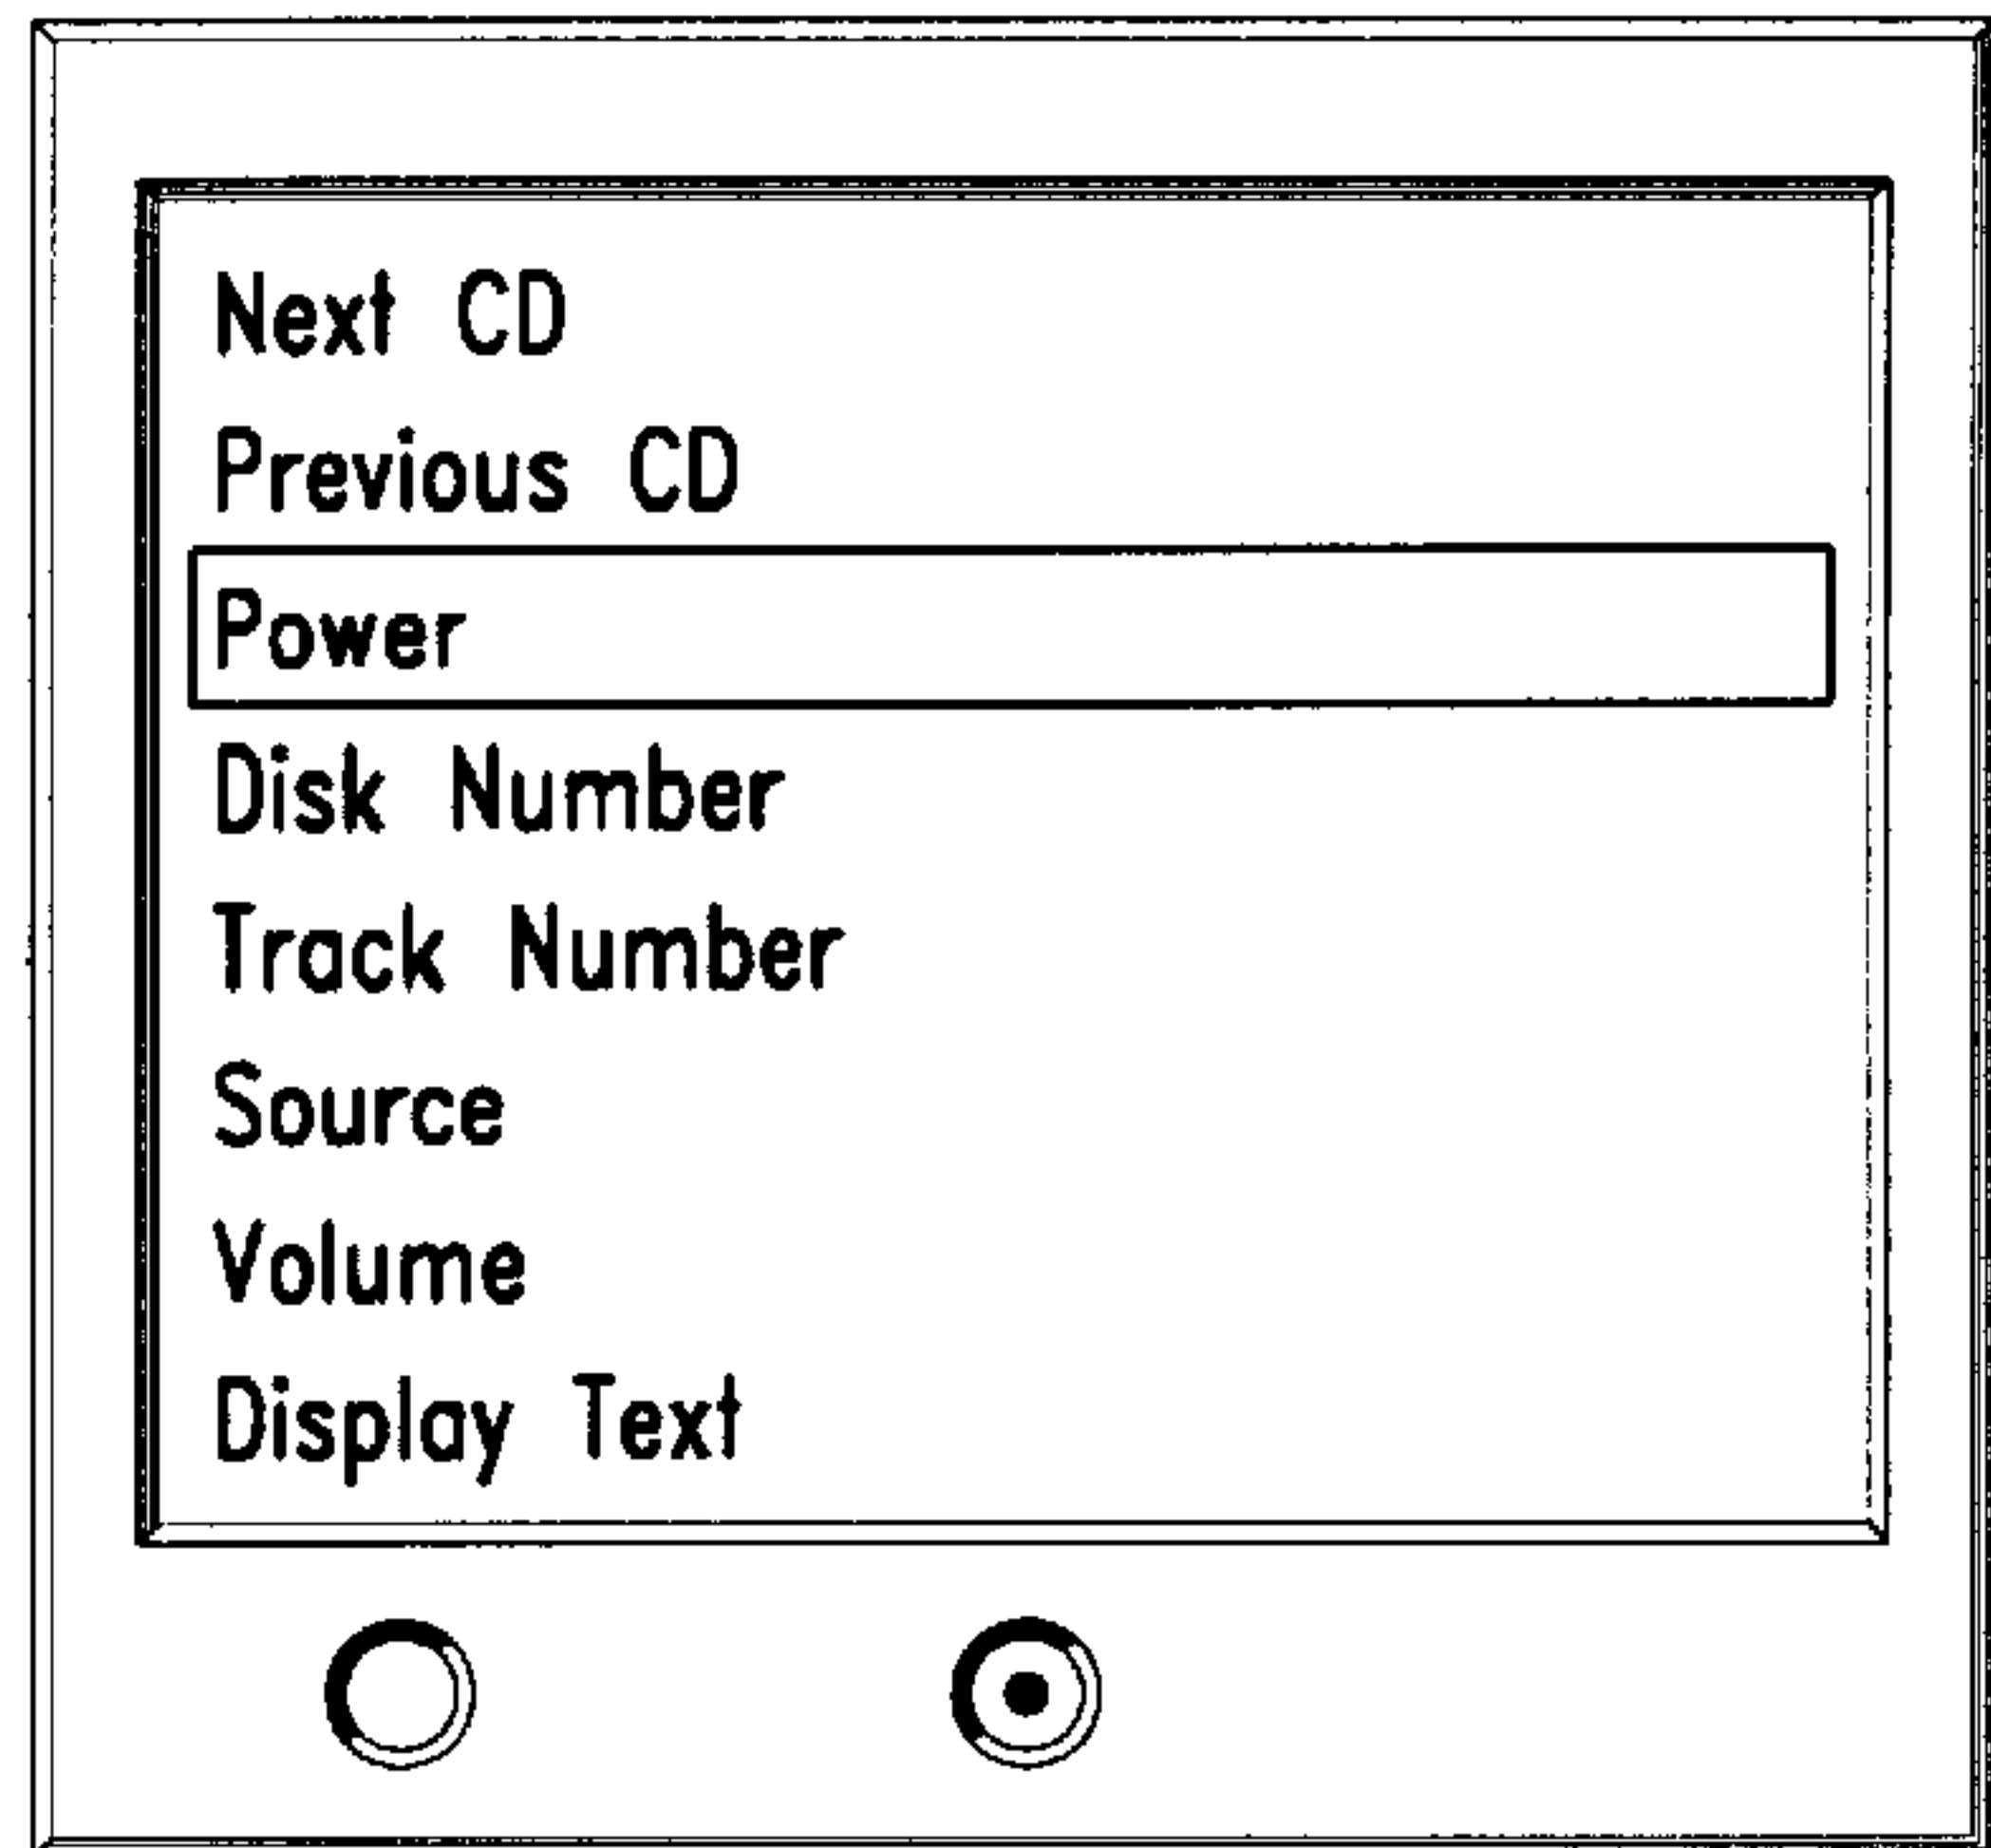 Next CD
Previous CD
Power
Disk Number
Track Number
Source
Volume
Display Text